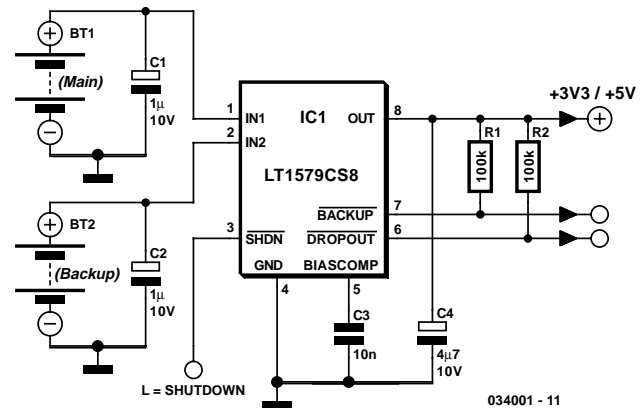 BT1
+
(Main)
−
C1
1μ
10V
BT2
+
(Backup)
−
C2
1μ
10V
1
IN1
2
IN2
3
SHDN
L = SHUTDOWN
IC1
LT1579CS8
OUT
8
BACKUP
7
DROPOUT
6
GND
4
BIASCOMP
5
C3
10n
C4
4μ7
10V
R1
100k
R2
100k
+3V3 / +5V
+
034001 - 11